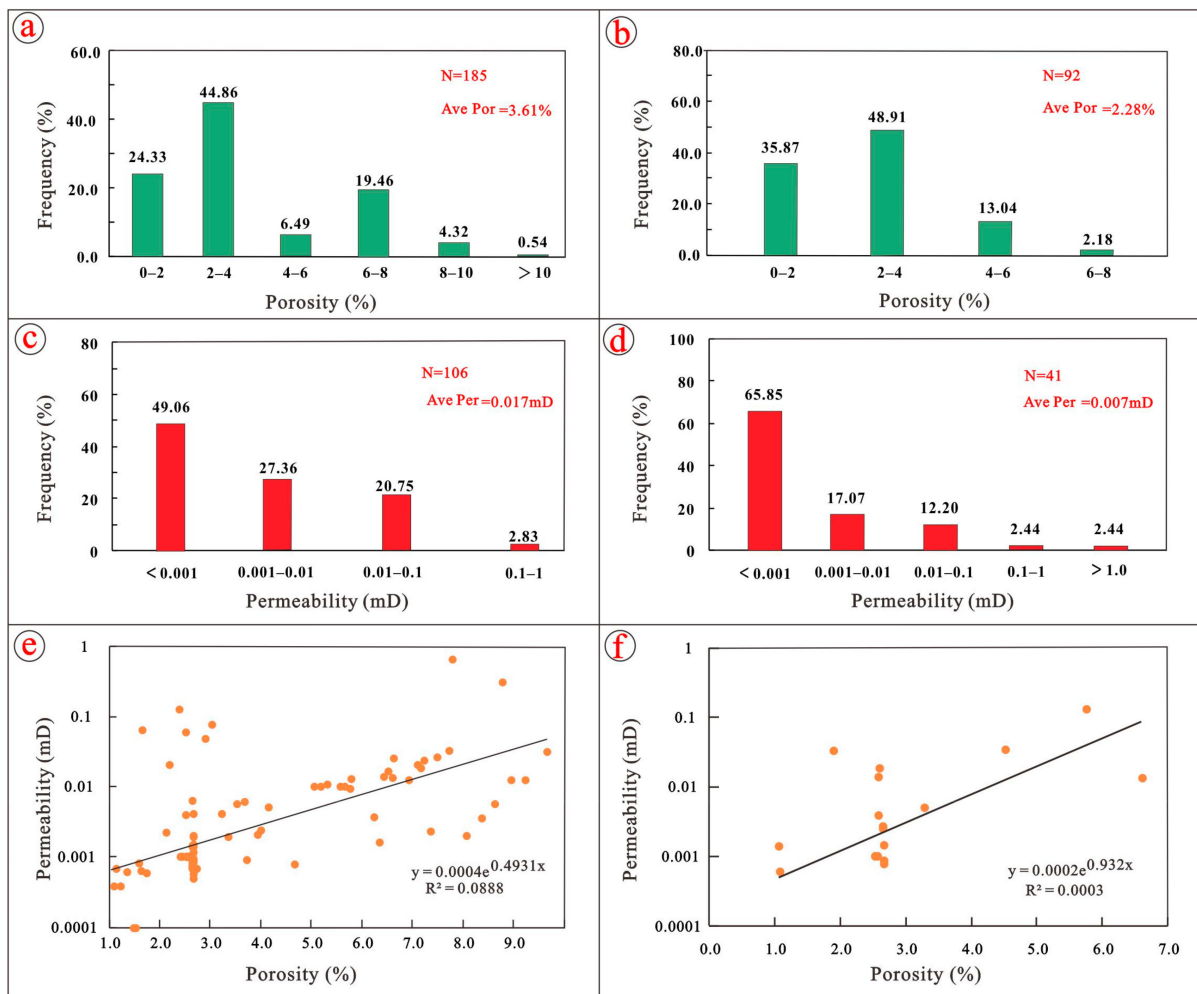 a
60.0
40.0
20.0
0.0
Frequency (%)
24.33
44.86
6.49
19.46
4.32
0.54
N=185
Ave Por =3.61%
0–2
2–4
4–6
6–8
8–10
>10
Porosity (%)
b
80.0
60.0
40.0
20.0
0.0
Frequency (%)
35.87
48.91
13.04
2.18
N=92
Ave Por =2.28%
0–2
2–4
4–6
6–8
Porosity (%)
c
80
60
40
20
0
Frequency (%)
49.06
27.36
20.75
2.83
N=106
Ave Per =0.017mD
<0.001
0.001–0.01
0.01–0.1
0.1–1
Permeability (mD)
d
100
80
60
40
20
0
Frequency (%)
65.85
17.07
12.20
2.44
2.44
N=41
Ave Per =0.007mD
<0.001
0.001–0.01
0.01–0.1
0.1–1
>1.0
Permeability (mD)
e
1
0.1
0.01
0.001
0.0001
Permeability (mD)
y = 0.0004e^0.4931x
R² = 0.0888
1.0
2.0
3.0
4.0
5.0
6.0
7.0
8.0
9.0
Porosity (%)
f
1
0.1
0.01
0.001
0.0001
Permeability (mD)
y = 0.0002e^0.932x
R² = 0.0003
0.0
1.0
2.0
3.0
4.0
5.0
6.0
7.0
Porosity (%)